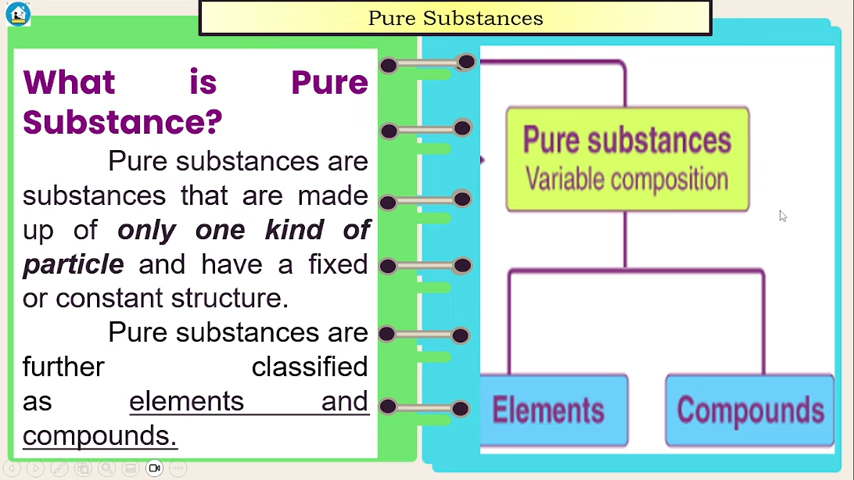 Pure Substances
What is Pure
Substance?
Pure substances are
substances that are made
up of only one kind of
particle and have a fixed
or constant structure.
Pure substances are
further classified
as elements and
compounds.
Pure substances
Variable composition
Elements
Compounds